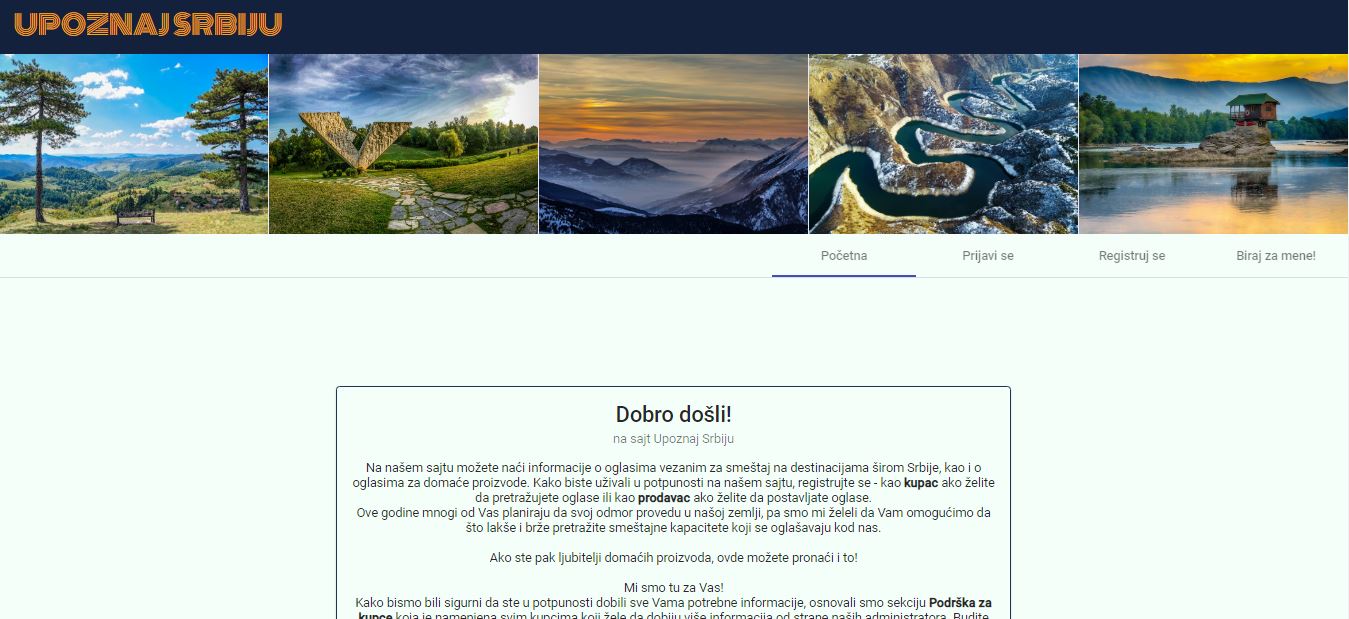 UPOZNAJ SRBIJU
Početna
Prijavi se
Registruj se
Biraj za mene!
Dobro došli!
na sajt Upoznaj Srbiju
Na našem sajtu možete naći informacije o oglasima vezanim za smeštaj na destinacijama širom Srbije, kao i o
oglasima za domaće proizvode. Kako biste uživali u potpunosti na našem sajtu, registrujte se - kao kupac ako želite
da pretražujete oglase ili kao prodavac ako želite da postavljate oglase.
Ove godine mnogi od Vas planiraju da svoj odmor provedu u našoj zemlji, pa smo mi želeli da Vam omogućimo da
što lakše i brže pretražite smeštajne kapacitete koji se oglašavaju kod nas.
Ako ste pak ljubitelji domaćih proizvoda, ovde možete pronaći i to!
Mi smo tu za Vas!
Kako bismo bili sigurni da ste u potpunosti dobili sve Vama potrebne informacije, osnovali smo sekciju Podrška za
kupce koja je namenjena svim kupcima koji žele da dobiju više informacija od strane naših administratora. Budite